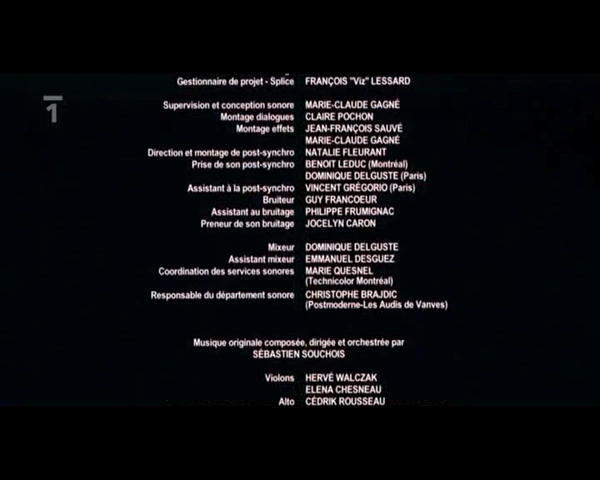 1
Gestionnaire de projet - Splice FRANÇOIS "Viz" LESSARD
Supervision et conception sonore MARIE-CLAUDE GAGNÉ
Montage dialogues CLAIRE POCHON
Montage effets JEAN-FRANÇOIS SAUVÉ
MARIE-CLAUDE GAGNÉ
Direction et montage de post-synchro NATALIE FLEURANT
Prise de son post-synchro BENOIT LEDUC (Montréal)
DOMINIQUE DELGUSTE (Paris)
Assistant à la post-synchro VINCENT GRÉGORIO (Paris)
Bruiteur GUY FRANCOEUR
Assistant au bruitage PHILIPPE FRUMIGNAC
Preneur de son bruitage JOCELYN CARON
Mixeur DOMINIQUE DELGUSTE
Assistant mixeur EMMANUEL DESGUEZ
Coordination des services sonores MARIE QUESNEL
(Technicolor Montréal)
Responsable du département sonore CHRISTOPHE BRAJDIC
(Postmoderne-Les Audis de Vanves)
Musique originale composée, dirigée et orchestrée par
SÉBASTIEN SOUCHOIS
Violons HERVÉ WALCZAK
ELENA CHESNEAU
Alto CÉDRIK ROUSSEAU